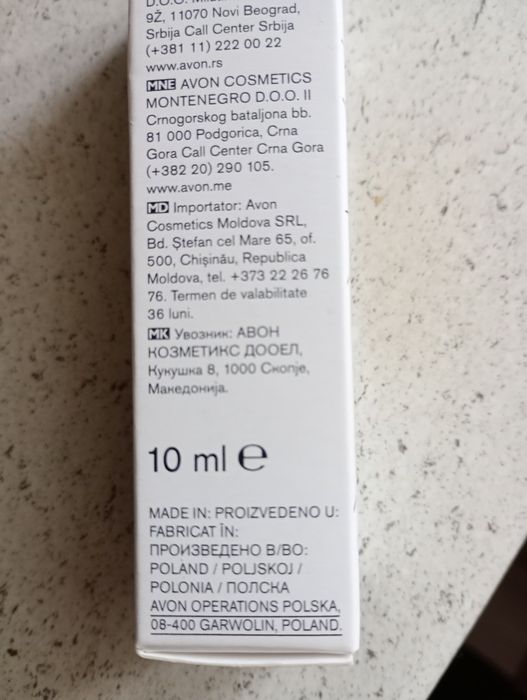 9Ž, 11070 Novi Beograd,
Srbija Call Center Srbija
(+381 11) 222 00 22
www.avon.rs
MNE AVON COSMETICS
MONTENEGRO D.O.O. II
Crnogorskog bataljona bb.
81 000 Podgorica, Crna
Gora Call Center Crna Gora
(+382 20) 290 105.
www.avon.me
MD Importator: Avon
Cosmetics Moldova SRL,
Bd. Ştefan cel Mare 65, of.
500, Chişinău, Republica
Moldova, tel. +373 22 26 76
76. Termen de valabilitate
36 luni.
MK Увозник: АВОН
КОЗМЕТИКС ДООЕЛ,
Кукушка 8, 1000 Скопје,
Македонија.
10 ml ℮
MADE IN: PROIZVEDENO U:
FABRICAT ÎN:
ПРОИЗВЕДЕНО В/ВО:
POLAND / POLJSKOJ /
POLONIA / ПОЛСКА
AVON OPERATIONS POLSKA,
08-400 GARWOLIN, POLAND.